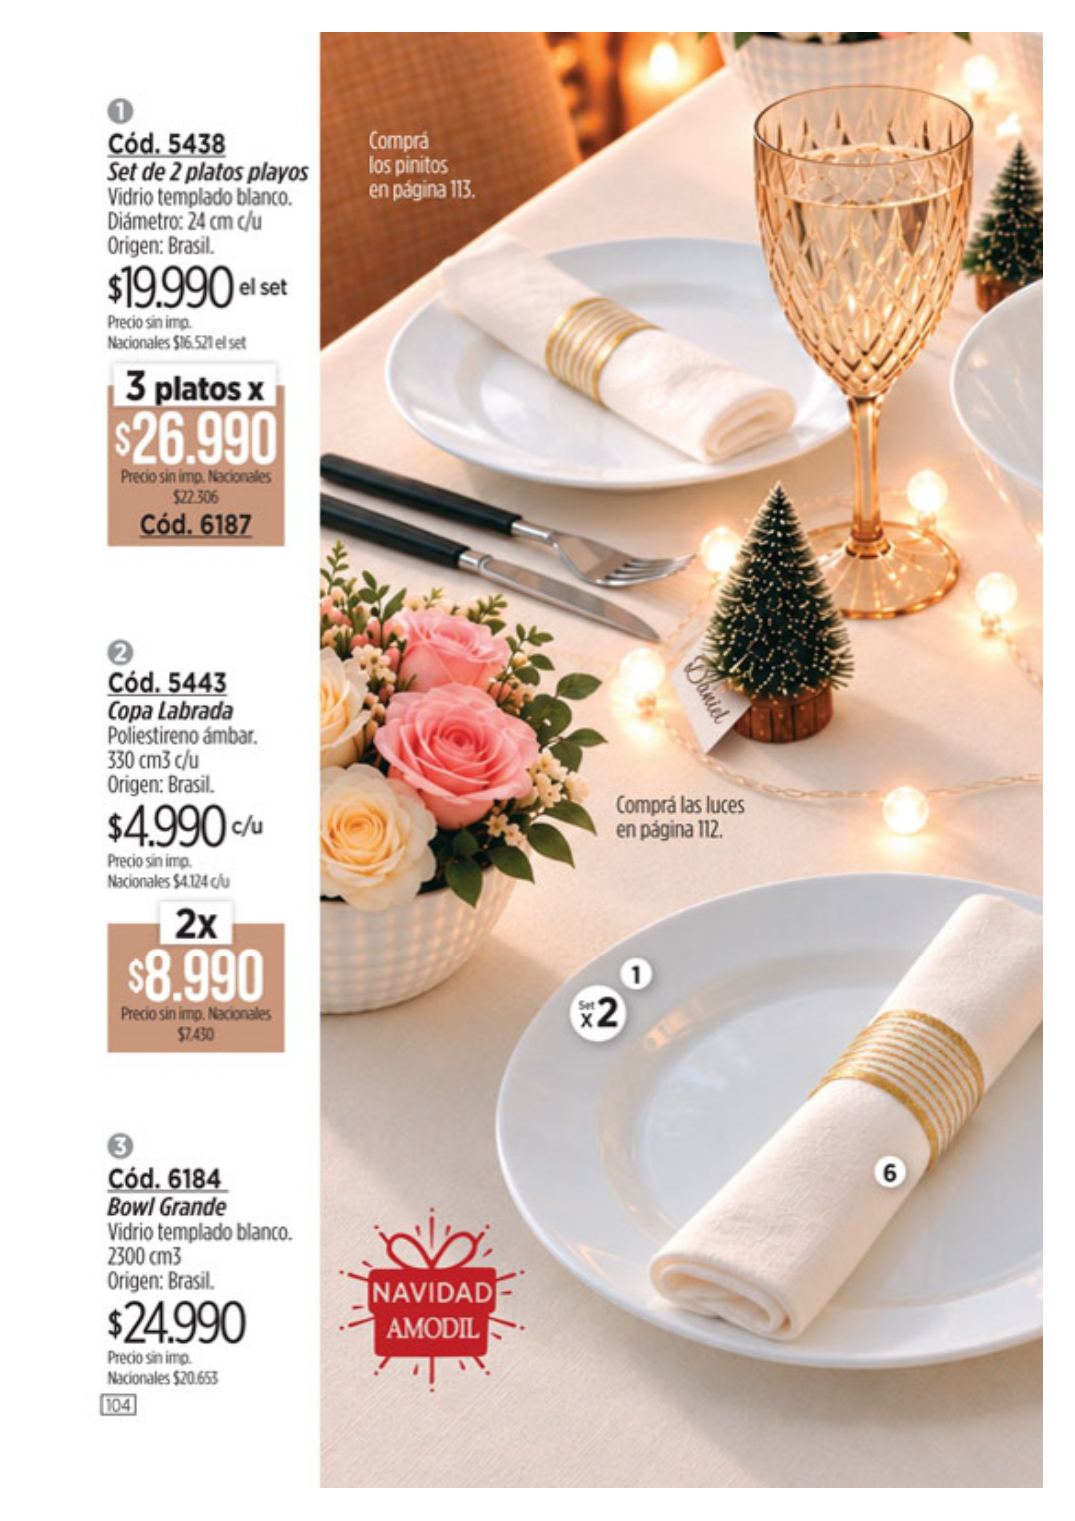 1
Cód. 5438
Set de 2 platos playos
Vidrio templado blanco.
Diámetro: 24 cm c/u
Origen: Brasil.
$19.990 el set
Precio sin imp.
Nacionales $16.521 el set
3 platos x
$26.990
Precio sin imp. Nacionales
$22.306
Cód. 6187
2
Cód. 5443
Copa Labrada
Poliestireno ámbar.
330 cm3 c/u
Origen: Brasil.
$4.990 c/u
Precio sin imp.
Nacionales $4.124 c/u
2x
$8.990
Precio sin imp. Nacionales
$7.430
3
Cód. 6184
Bowl Grande
Vidrio templado blanco.
2300 cm3
Origen: Brasil.
$24.990
Precio sin imp.
Nacionales $20.653
104
Comprá
los pinitos
en página 113.
Daniel
Comprá las luces
en página 112.
1
Set
x2
6
NAVIDAD
AMODIL